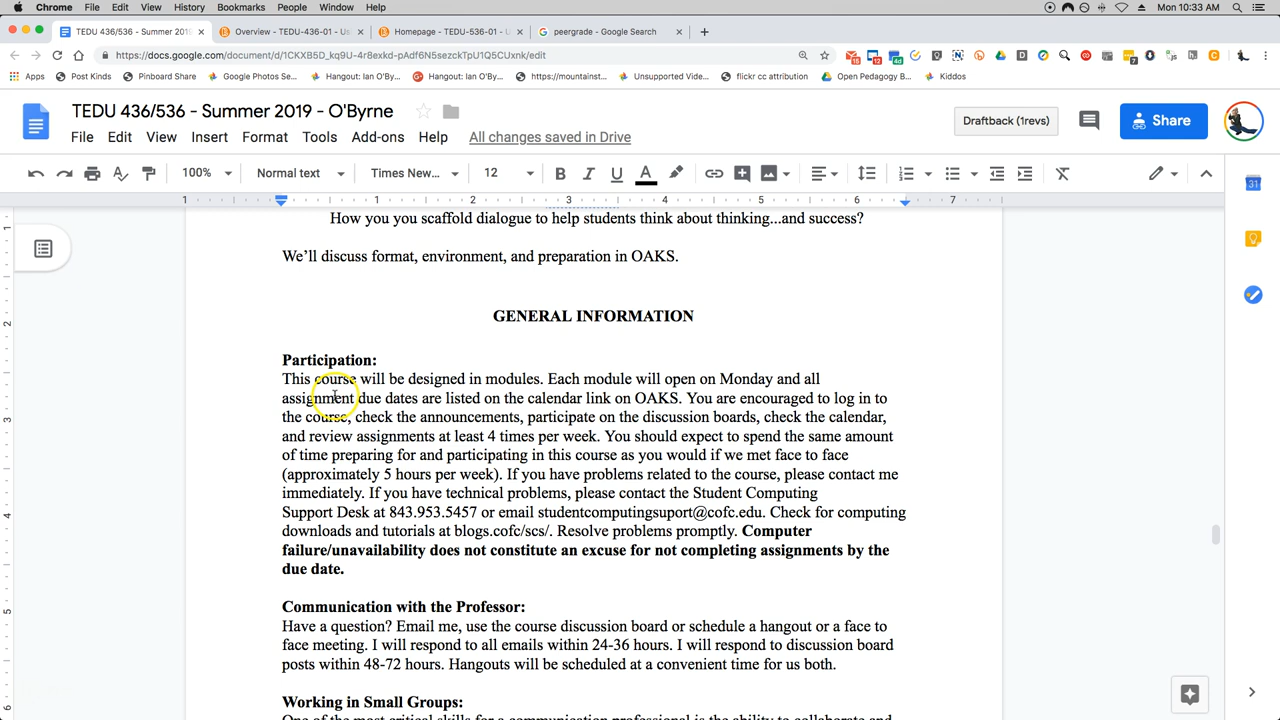 Chrome File Edit View History Bookmarks People Window Help Mon 10:33 AM
TEDU 436/536 - Summer 2019 × Overview - TEDU-436-01 - Us × Homepage - TEDU-536-01 - U × peergrade - Google Search ×
https://docs.google.com/document/d/1CKXB5D_kq9U-4r8exkd-pAdf6N5sezckTpU1Q5CUxnk/edit
Apps Post Kinds Pinboard Share Google Photos Se... Hangout: Ian O'By... Hangout: Ian O'By... https://mountainst... Unsupported Vide... flickr cc attribution Open Pedagogy B... Kiddos
TEDU 436/536 - Summer 2019 - O'Byrne
Draftback (1revs) Share
File Edit View Insert Format Tools Add-ons Help All changes saved in Drive
100% Normal text Times New... 12 B I U A
1 1 2 3 4 5 6 7
How you you scaffold dialogue to help students think about thinking...and success?
We'll discuss format, environment, and preparation in OAKS.
GENERAL INFORMATION
Participation:
This course will be designed in modules. Each module will open on Monday and all
assignment due dates are listed on the calendar link on OAKS. You are encouraged to log in to
the course, check the announcements, participate on the discussion boards, check the calendar,
and review assignments at least 4 times per week. You should expect to spend the same amount
of time preparing for and participating in this course as you would if we met face to face
(approximately 5 hours per week). If you have problems related to the course, please contact me
immediately. If you have technical problems, please contact the Student Computing
Support Desk at 843.953.5457 or email studentcomputingsuport@cofc.edu. Check for computing
downloads and tutorials at blogs.cofc/scs/. Resolve problems promptly. Computer
failure/unavailability does not constitute an excuse for not completing assignments by the
due date.
Communication with the Professor:
Have a question? Email me, use the course discussion board or schedule a hangout or a face to
face meeting. I will respond to all emails within 24-36 hours. I will respond to discussion board
posts within 48-72 hours. Hangouts will be scheduled at a convenient time for us both.
Working in Small Groups:
One of the most critical skills for a communication professional is the ability to collaborate and